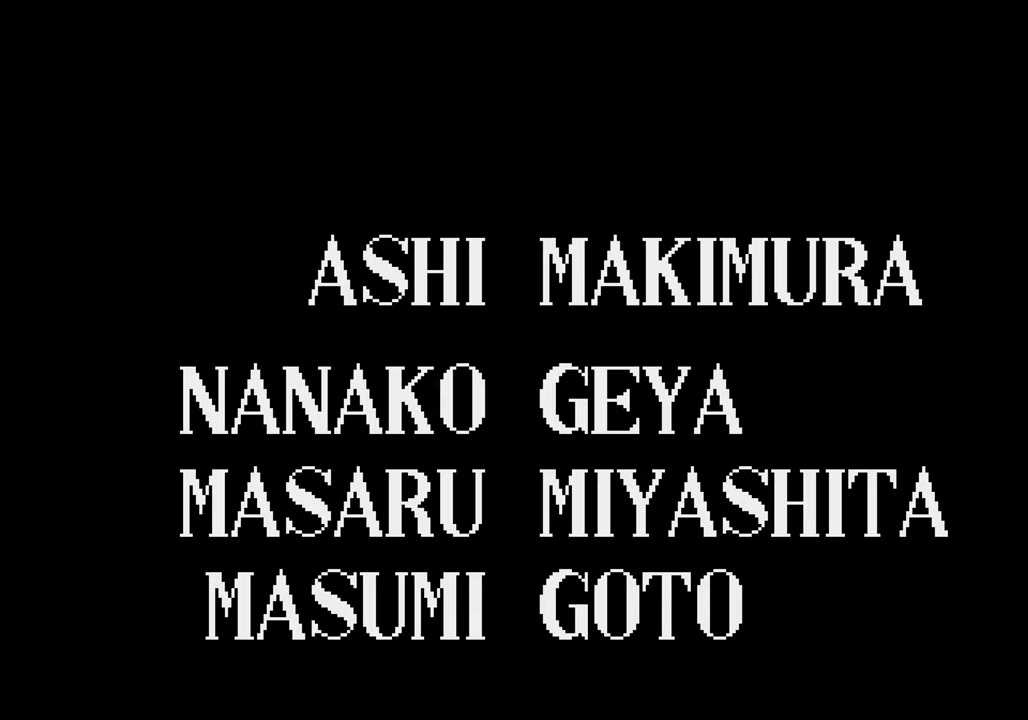 ASHI MAKIMURA
NANAKO GEYA
MASARU MIYASHITA
MASUMI GOTO